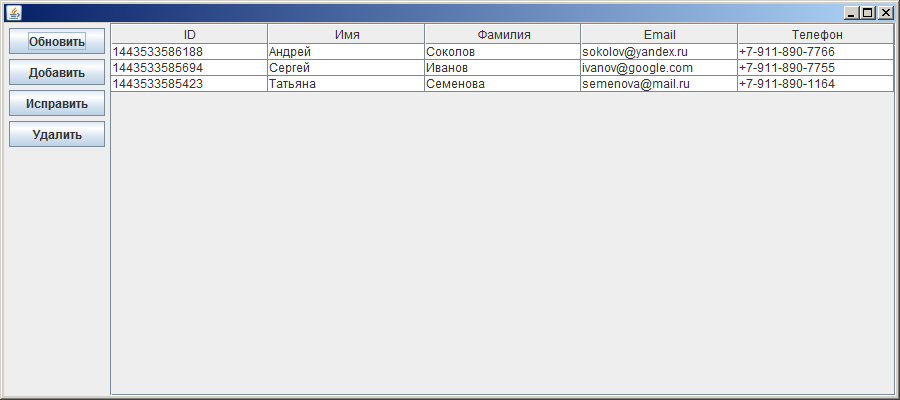 Обновить
Добавить
Исправить
Удалить
ID Имя Фамилия Email Телефон
1443533586188 Андрей Соколов sokolov@yandex.ru +7-911-890-7766
1443533585694 Сергей Иванов ivanov@google.com +7-911-890-7755
1443533585423 Татьяна Семенова semenova@mail.ru +7-911-890-1164